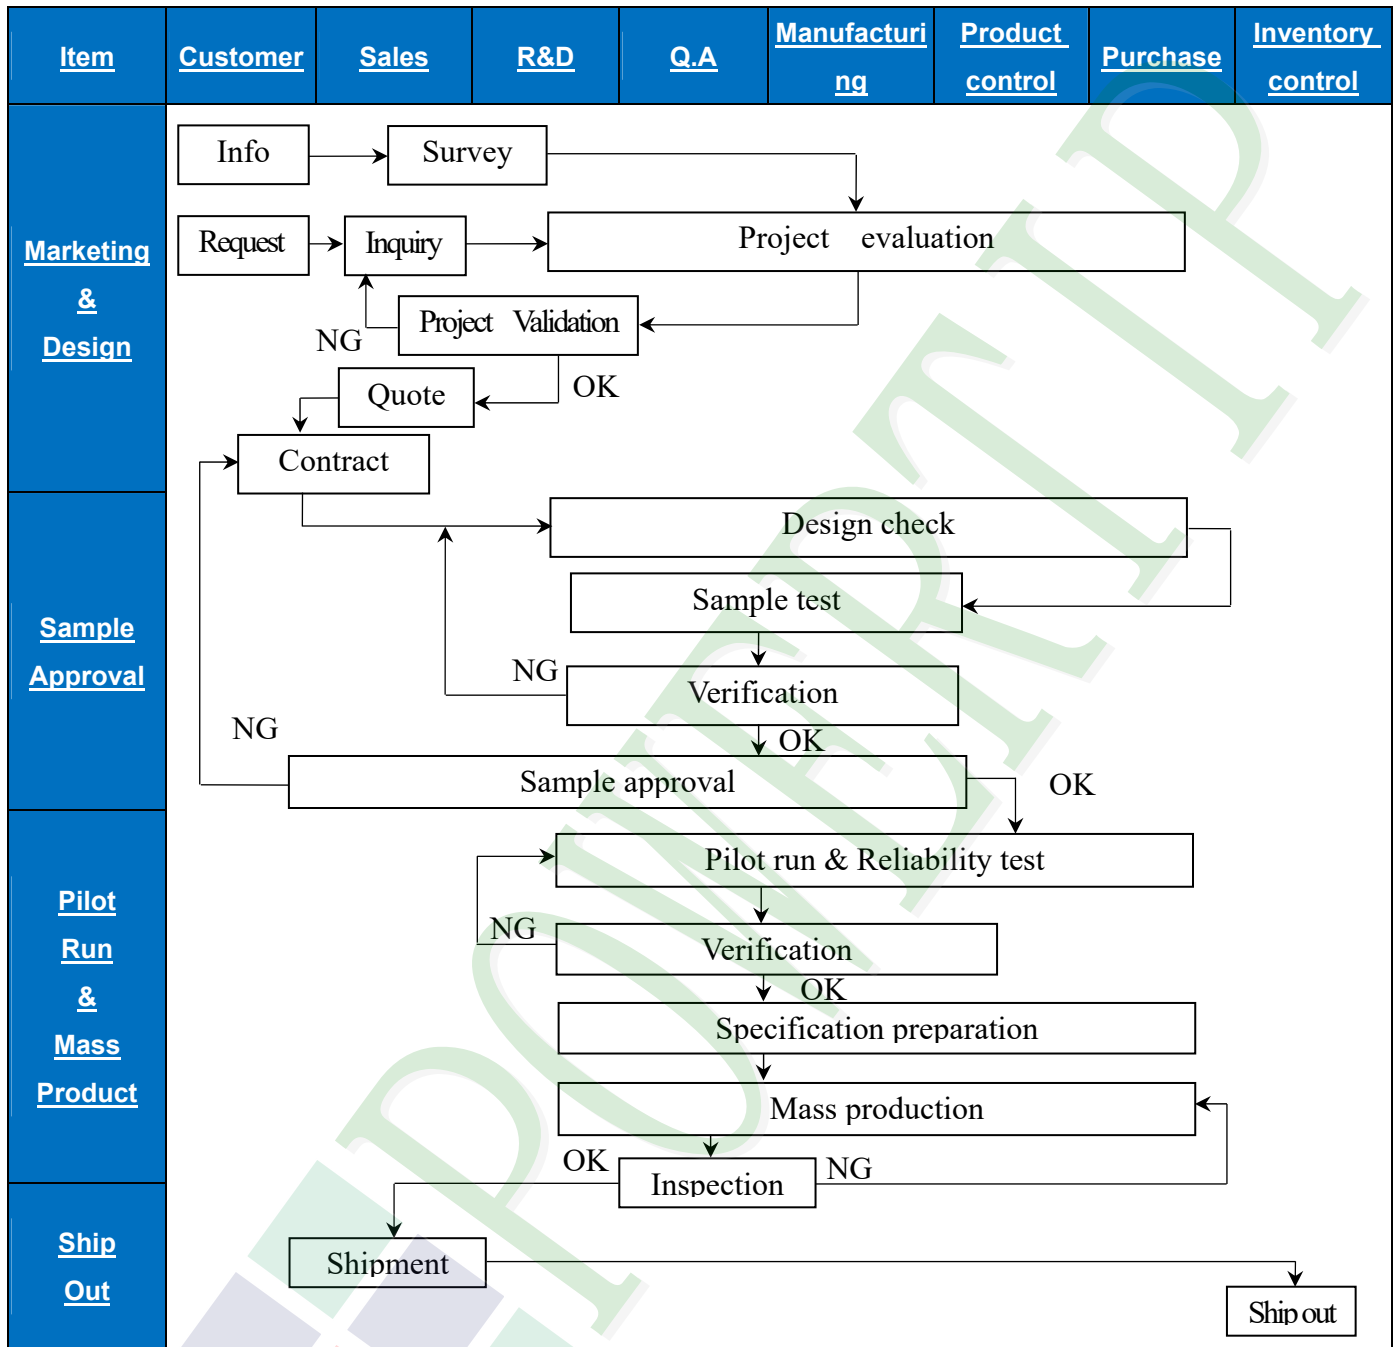 Item
Customer
Sales
R&D
Q.A
Manufacturi
ng
Product
control
Purchase
Inventory
control
Marketing
&
Design
Info
Survey
Request
Inquiry
Project evaluation
Project Validation
NG
OK
Quote
Contract
Sample
Approval
Design check
Sample test
NG
Verification
NG
OK
Sample approval
OK
Pilot
Run
&
Mass
Product
Pilot run & Reliability test
NG
Verification
OK
Specification preparation
Mass production
OK
Inspection
NG
Ship
Out
Shipment
Ship out
POWERTIP